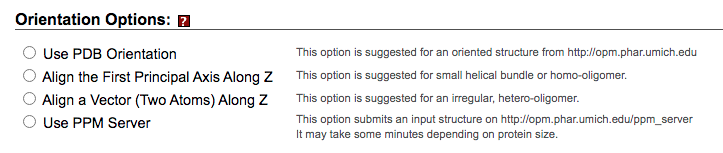 Orientation Options: ?
Use PDB Orientation This option is suggested for an oriented structure from http://opm.phar.umich.edu
Align the First Principal Axis Along Z This option is suggested for small helical bundle or homo-oligomer.
Align a Vector (Two Atoms) Along Z This option is suggested for an irregular, hetero-oligomer.
Use PPM Server This option submits an input structure on http://opm.phar.umich.edu/ppm_server
It may take some minutes depending on protein size.